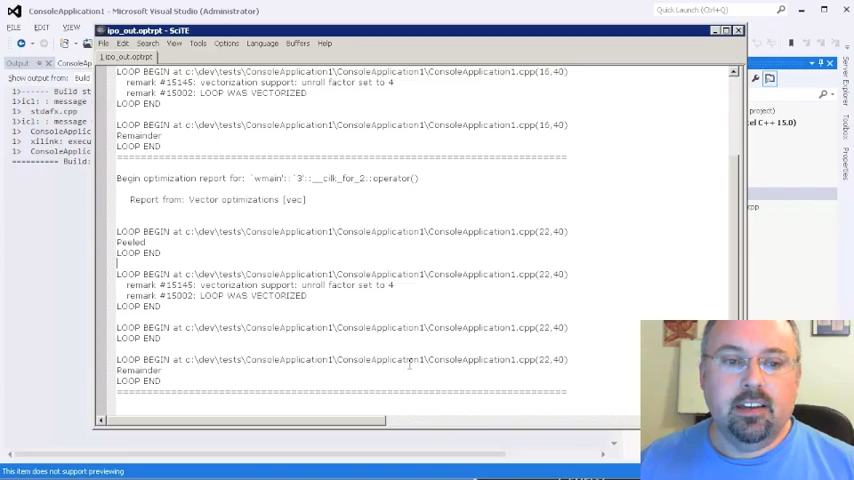 ConsoleApplication1 - Microsoft Visual Studio (Administrator)
Quick Launch (Ctrl+Q)
FILE EDIT VIEW
ipo_out.optrpt - SciTE
File Edit Search View Tools Options Language Buffers Help
1 ipo_out.optrpt
Output
ConsoleAp
Show output from: Build
1>------ Build st
1>icl: : message
1> stdafx.cpp
1>icl: : message
1> ConsoleApplic
1> xilink: execu
1> ConsoleApplic
========== Build:
LOOP BEGIN at c:\dev\tests\ConsoleApplication1\ConsoleApplication1.cpp(16,40)
remark #15145: vectorization support: unroll factor set to 4
remark #15002: LOOP WAS VECTORIZED
LOOP END
LOOP BEGIN at c:\dev\tests\ConsoleApplication1\ConsoleApplication1.cpp(16,40)
Remainder
LOOP END
===========================================================================
Begin optimization report for: `wmain'::`3'::__cilk_for_2::operator()
Report from: Vector optimizations [vec]
LOOP BEGIN at c:\dev\tests\ConsoleApplication1\ConsoleApplication1.cpp(22,40)
Peeled
LOOP END
LOOP BEGIN at c:\dev\tests\ConsoleApplication1\ConsoleApplication1.cpp(22,40)
remark #15145: vectorization support: unroll factor set to 4
remark #15002: LOOP WAS VECTORIZED
LOOP END
LOOP BEGIN at c:\dev\tests\ConsoleApplication1\ConsoleApplication1.cpp(22,40)
LOOP END
LOOP BEGIN at c:\dev\tests\ConsoleApplication1\ConsoleApplication1.cpp(22,40)
Remainder
LOOP END
===========================================================================
project)
el C++ 15.0)
cpp
Server Explorer
Toolbox
Properties
This item does not support previewing